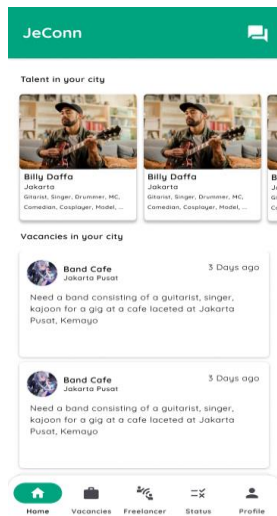 JeConn
Talent in your city
Billy Daffa
Jakarta
Gitarist, Singer, Drummer, MC,
Comedian, Cosplayer, Model, ...
Billy Daffa
Jakarta
Gitarist, Singer, Drummer, MC,
Comedian, Cosplayer, Model, ...
Vacancies in your city
Band Cafe
3 Days ago
Jakarta Pusat
Need a band consisting of a guitarist, singer,
kajoon for a gig at a cafe laceted at Jakarta
Pusat, Kemayo
Band Cafe
3 Days ago
Jakarta Pusat
Need a band consisting of a guitarist, singer,
kajoon for a gig at a cafe laceted at Jakarta
Pusat, Kemayo
Home Vacancies Freelancer Status Profile